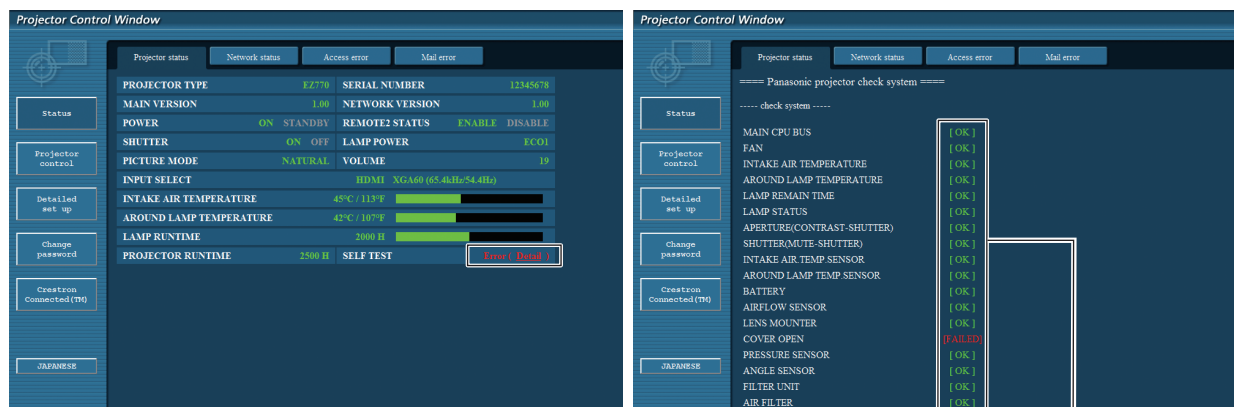 Projector Control Window
Projector status
Network status
Access error
Mail error
Status
Projector
control
Detailed
set up
Change
password
Crestron
Connected(TM)
JAPANESE
PROJECTOR TYPE EZ770 SERIAL NUMBER 12345678
MAIN VERSION 1.00 NETWORK VERSION 1.00
POWER ON STANDBY REMOTE2 STATUS ENABLE DISABLE
SHUTTER ON OFF LAMP POWER ECO1
PICTURE MODE NATURAL VOLUME 19
INPUT SELECT HDMI XGA60 (65.4kHz/54.4Hz)
INTAKE AIR TEMPERATURE 45°C / 113°F
AROUND LAMP TEMPERATURE 42°C / 107°F
LAMP RUNTIME 2000 H
PROJECTOR RUNTIME 2500 H SELF TEST Error ( Detail )
Projector Control Window
Projector status
Network status
Access error
Mail error
Status
Projector
control
Detailed
set up
Change
password
Crestron
Connected(TM)
JAPANESE
==== Panasonic projector check system ====
----- check system -----
MAIN CPU BUS [ OK ]
FAN [ OK ]
INTAKE AIR TEMPERATURE [ OK ]
AROUND LAMP TEMPERATURE [ OK ]
LAMP REMAIN TIME [ OK ]
LAMP STATUS [ OK ]
APERTURE(CONTRAST-SHUTTER) [ OK ]
SHUTTER(MUTE-SHUTTER) [ OK ]
INTAKE AIR.TEMP.SENSOR [ OK ]
AROUND LAMP TEMP.SENSOR [ OK ]
BATTERY [ OK ]
AIRFLOW SENSOR [ OK ]
LENS MOUNTER [ OK ]
COVER OPEN [FAILED]
PRESSURE SENSOR [ OK ]
ANGLE SENSOR [ OK ]
FILTER UNIT [ OK ]
AIR FILTER [ OK ]